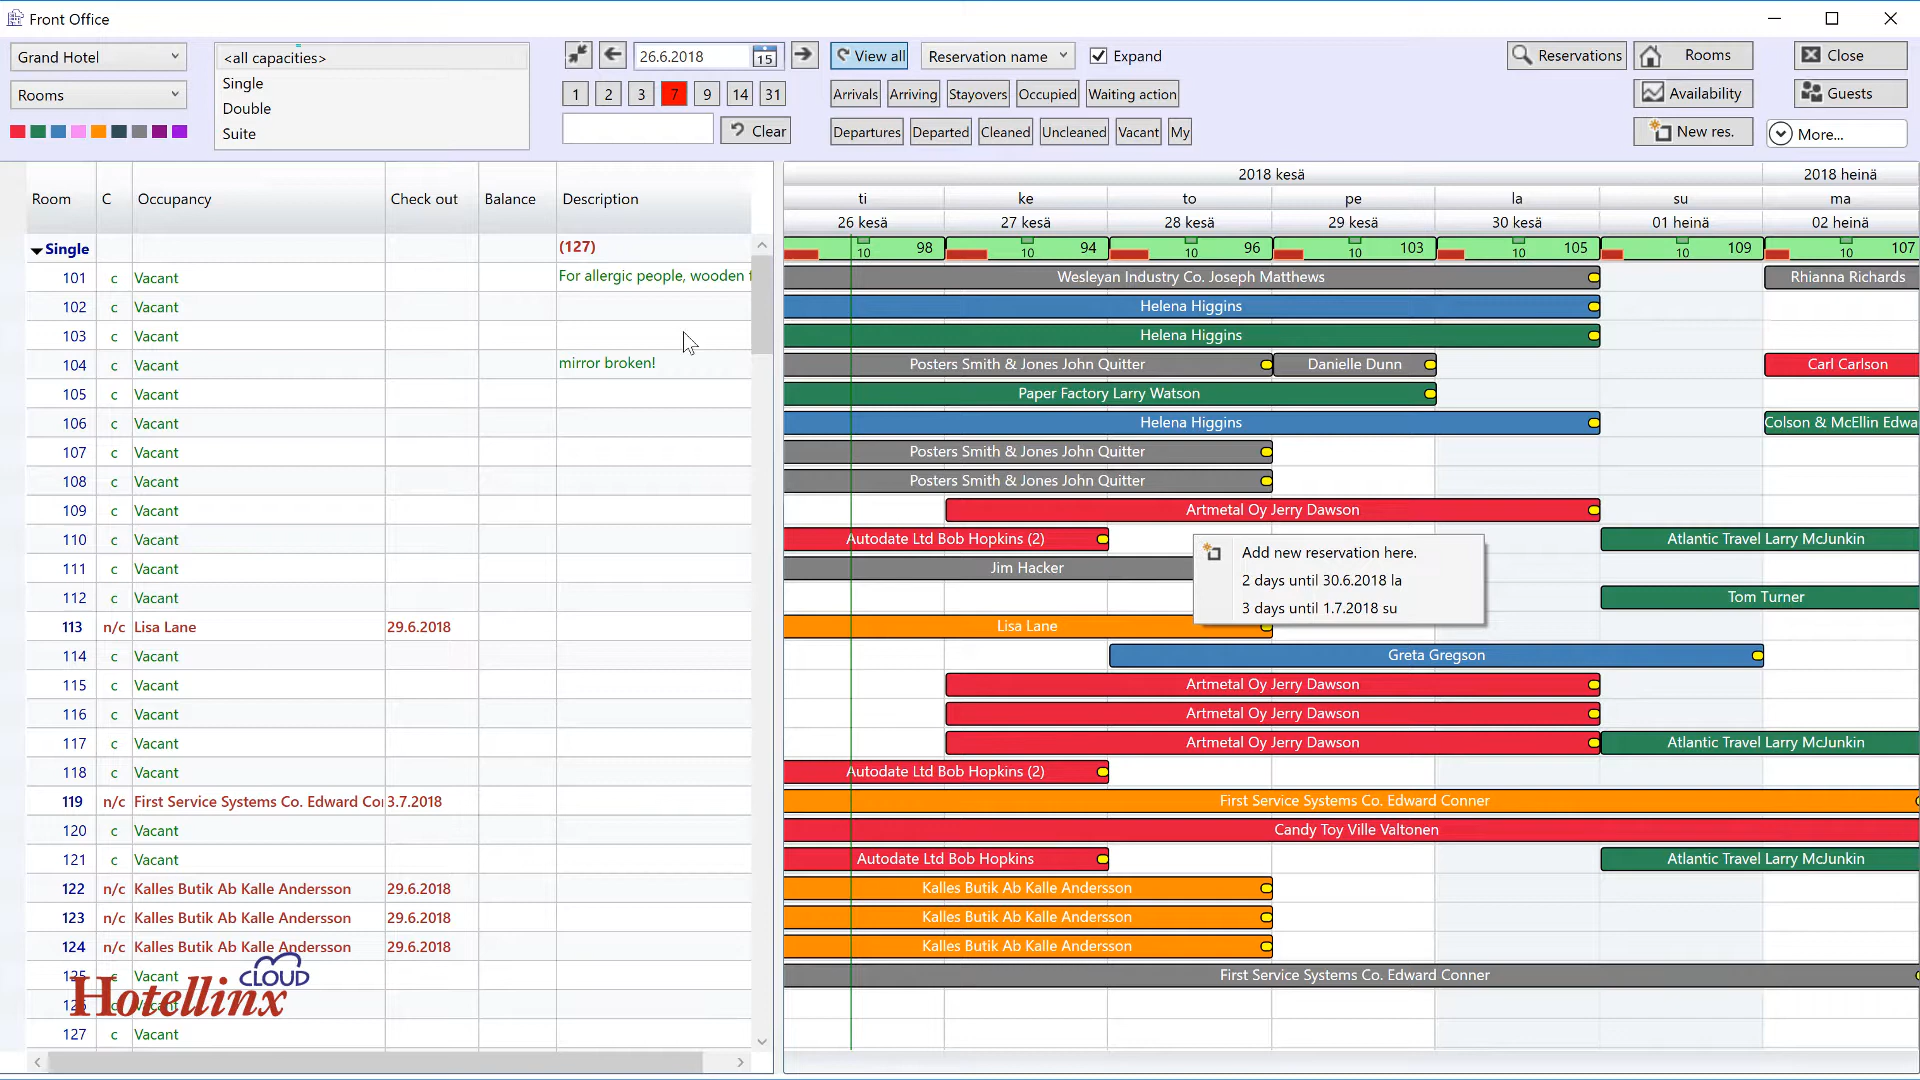 Front Office
Grand Hotel
Rooms
<all capacities>
Single
Double
Suite
26.6.2018
15
1 2 3 7 9 14 31
Clear
View all
Reservation name
Expand
Arrivals Arriving Stayovers Occupied Waiting action
Departures Departed Cleaned Uncleaned Vacant My
Reservations Rooms Close
Availability Guests
New res. More...
Room C Occupancy Check out Balance Description
2018 kesä 2018 heinä
ti ke to pe la su ma
26 kesä 27 kesä 28 kesä 29 kesä 30 kesä 01 heinä 02 heinä
Single (127)
10 98 10 94 10 96 10 103 10 105 10 109 10 107
101 c Vacant For allergic people, wooden Wesleyan Industry Co. Joseph Matthews Rhianna Richards
102 c Vacant Helena Higgins
103 c Vacant Helena Higgins
104 c Vacant mirror broken! Posters Smith & Jones John Quitter Danielle Dunn Carl Carlson
105 c Vacant Paper Factory Larry Watson
106 c Vacant Helena Higgins Colson & McEllin Edwa
107 c Vacant Posters Smith & Jones John Quitter
108 c Vacant Posters Smith & Jones John Quitter
109 c Vacant Artmetal Oy Jerry Dawson
110 c Vacant Autodate Ltd Bob Hopkins (2) Atlantic Travel Larry McJunkin
Add new reservation here.
2 days until 30.6.2018 la
3 days until 1.7.2018 su
111 c Vacant Jim Hacker
112 c Vacant Tom Turner
113 n/c Lisa Lane 29.6.2018 Lisa Lane
114 c Vacant Greta Gregson
115 c Vacant Artmetal Oy Jerry Dawson
116 c Vacant Artmetal Oy Jerry Dawson
117 c Vacant Artmetal Oy Jerry Dawson Atlantic Travel Larry McJunkin
118 c Vacant Autodate Ltd Bob Hopkins (2)
119 n/c First Service Systems Co. Edward Cor 3.7.2018 First Service Systems Co. Edward Conner
120 c Vacant Candy Toy Ville Valtonen
121 c Vacant Autodate Ltd Bob Hopkins Atlantic Travel Larry McJunkin
122 n/c Kalles Butik Ab Kalle Andersson 29.6.2018 Kalles Butik Ab Kalle Andersson
123 n/c Kalles Butik Ab Kalle Andersson 29.6.2018 Kalles Butik Ab Kalle Andersson
124 n/c Kalles Butik Ab Kalle Andersson 29.6.2018 Kalles Butik Ab Kalle Andersson
125 c Vacant First Service Systems Co. Edward Conner
Hotellinx CLOUD
127 c Vacant